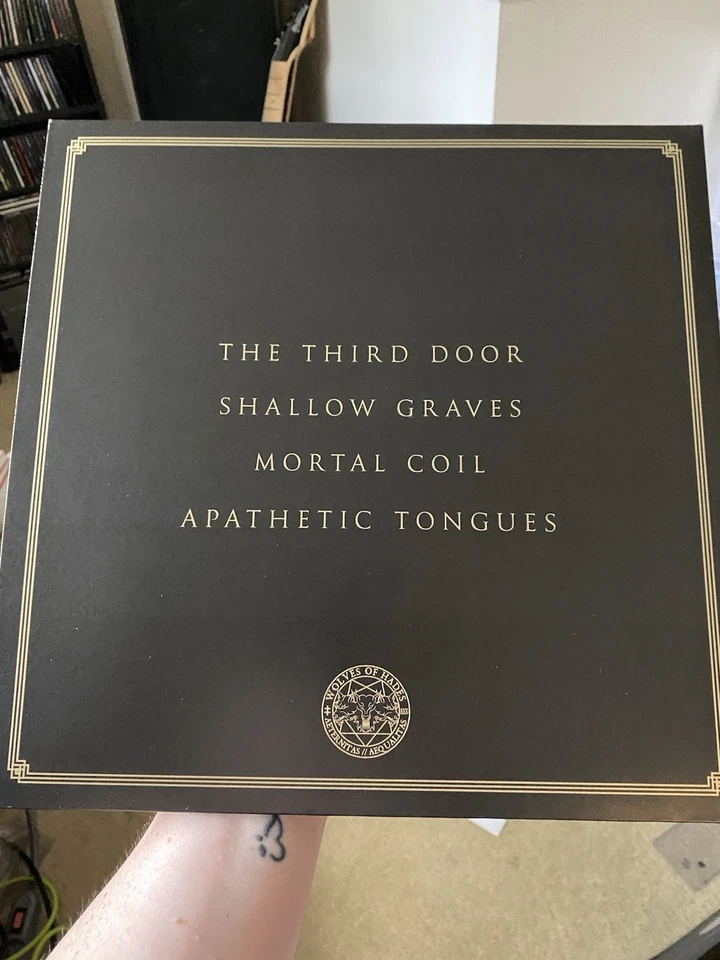 THE THIRD DOOR
SHALLOW GRAVES
MORTAL COIL
APATHETIC TONGUES
WOLVES OF HADES
AETERNITAS // AEQUALITAS